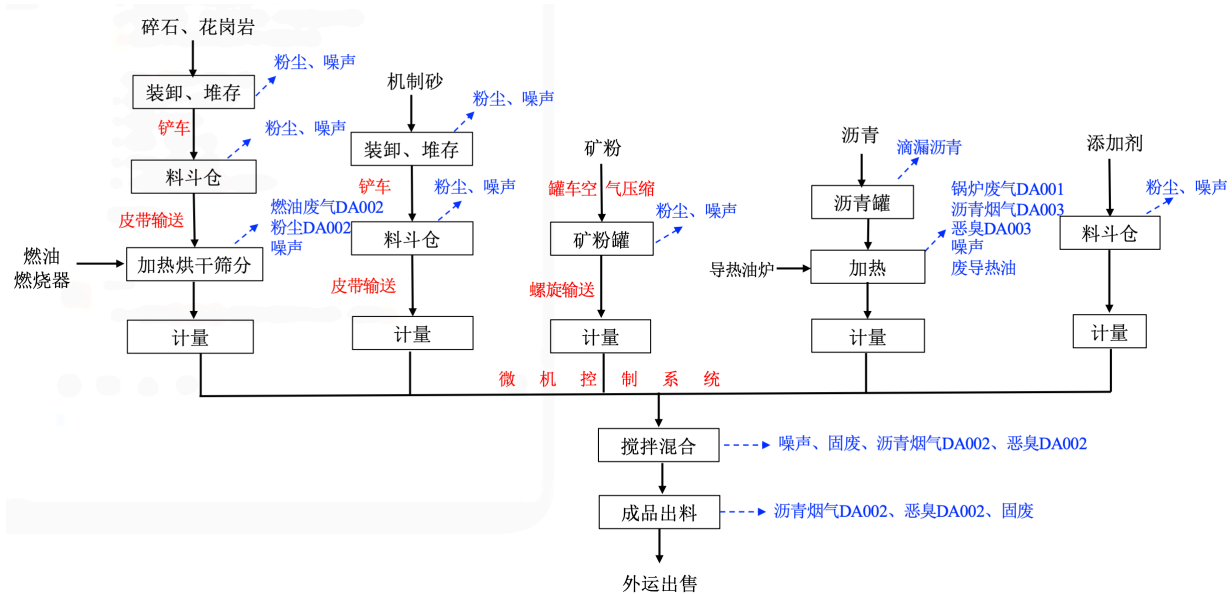 碎石、花岗岩
粉尘、噪声
装卸、堆存
铲车
粉尘、噪声
料斗仓
皮带输送
燃油废气DA002
粉尘DA002
噪声
燃油
燃烧器
加热烘干筛分
计量
机制砂
粉尘、噪声
装卸、堆存
铲车
粉尘、噪声
料斗仓
皮带输送
计量
矿粉
罐车空气压缩
粉尘、噪声
矿粉罐
螺旋输送
计量
沥青
滴漏沥青
沥青罐
锅炉废气DA001
沥青烟气DA003
恶臭DA003
噪声
废导热油
导热油炉
加热
计量
添加剂
粉尘、噪声
料斗仓
计量
微机控制系统
搅拌混合
噪声、固废、沥青烟气DA002、恶臭DA002
成品出料
沥青烟气DA002、恶臭DA002、固废
外运出售